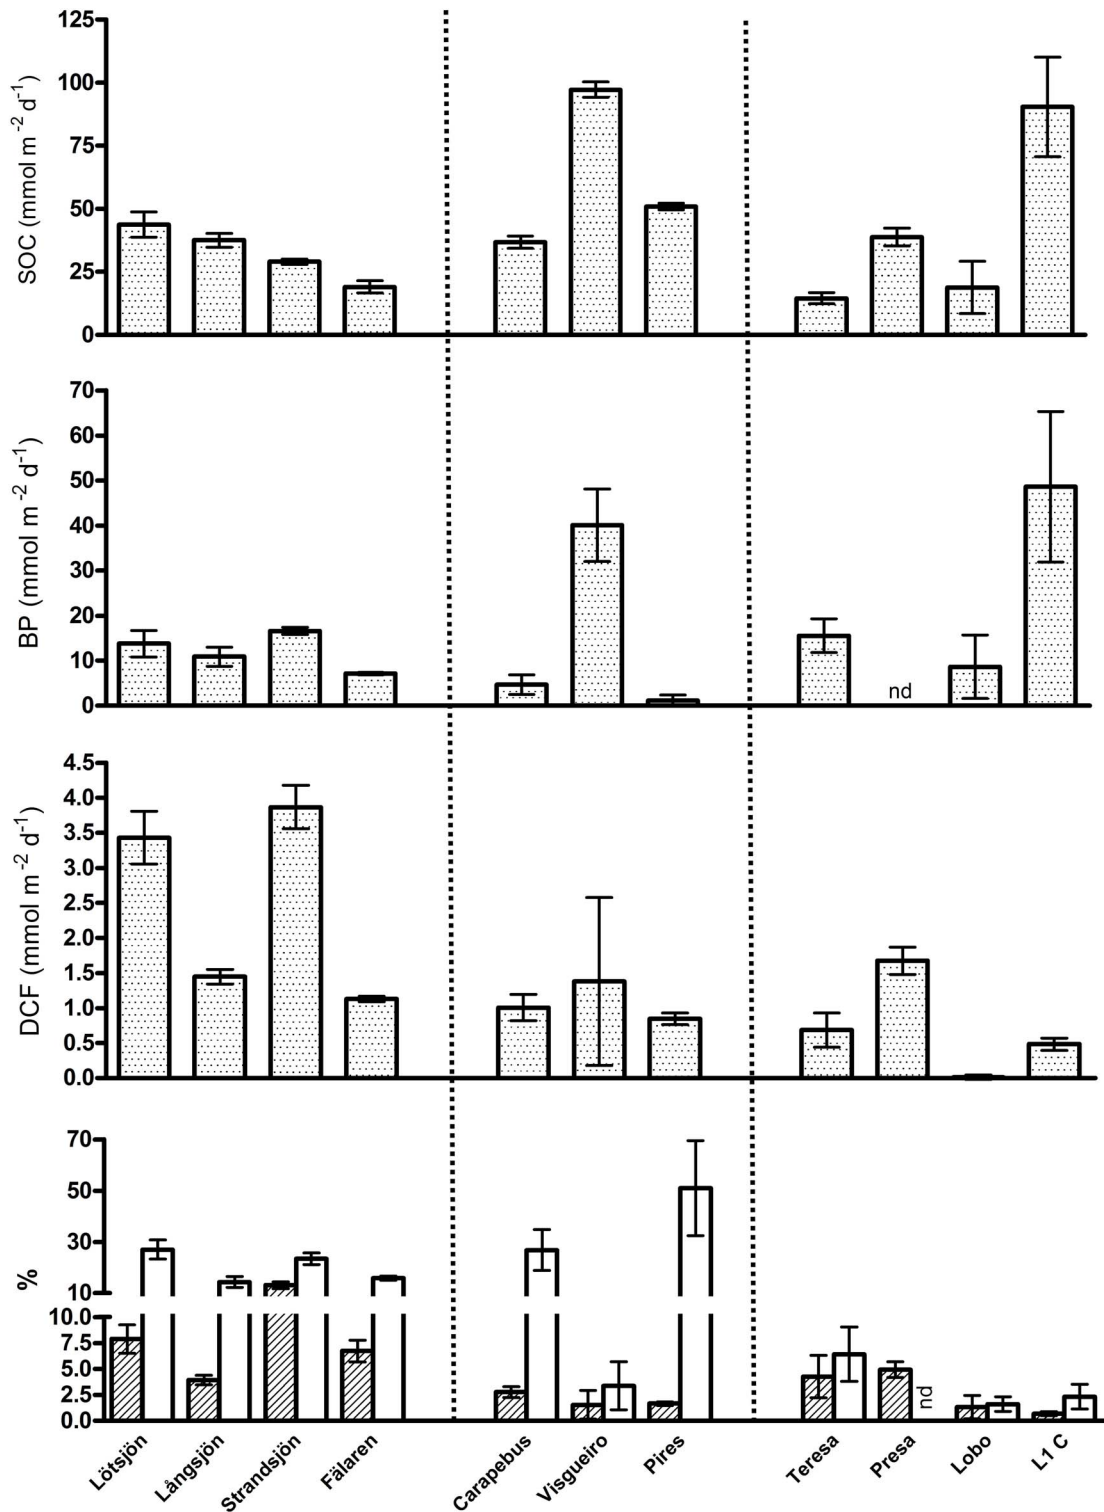 SOC (mmol m⁻² d⁻¹)
125
100
75
50
25
0
BP (mmol m⁻² d⁻¹)
70
60
50
40
30
20
10
0
nd
DCF (mmol m⁻² d⁻¹)
4.5
4.0
3.5
3.0
2.5
2.0
1.5
1.0
0.5
0.0
%
70
50
30
10
10.0
7.5
5.0
2.5
0.0
nd
Lötsjön
Långsjön
Strandsjön
Fälaren
Carapebus
Visgueiro
Pires
Teresa
Presa
Lobo
L1 C